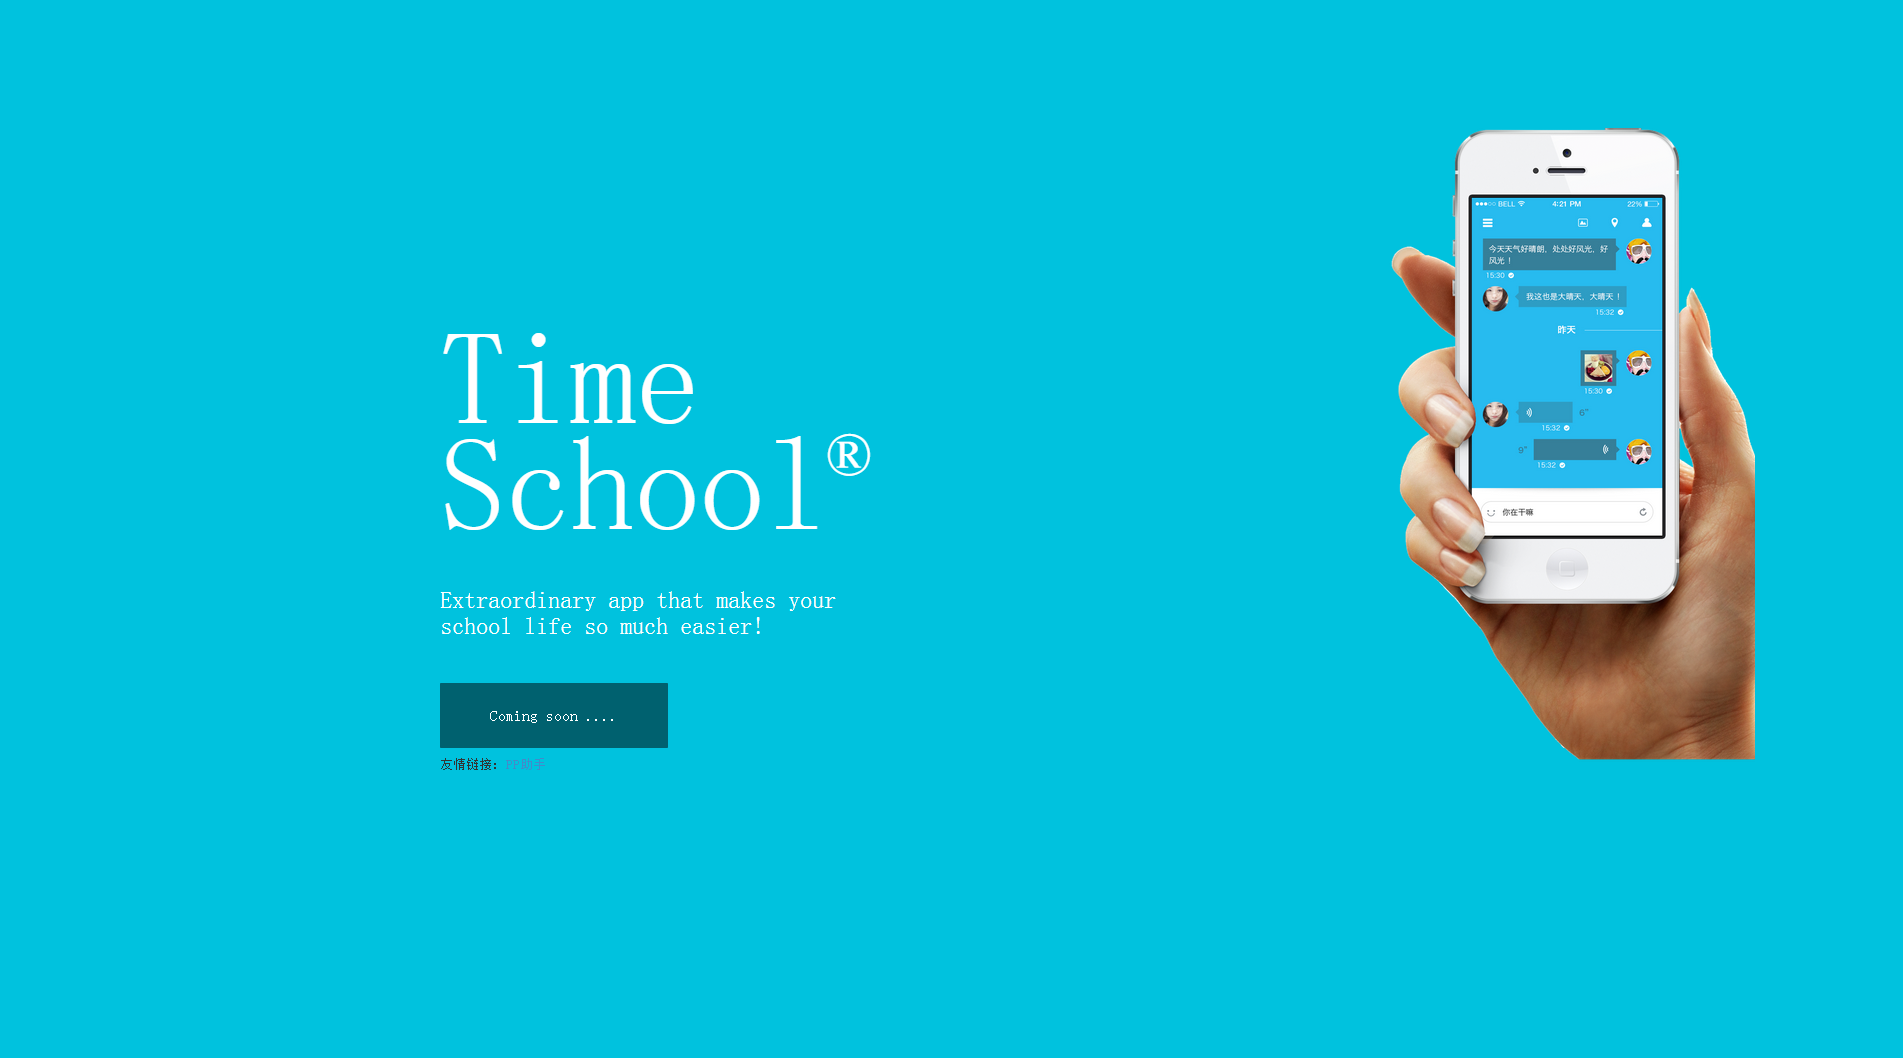 Time
School®
Extraordinary app that makes your
school life so much easier!
Coming soon ....
友情链接: PP助手
BELL 4:21 PM 22%
今天天气好晴朗, 处处好风光, 好
风光！
15:30
我这也是大晴天, 大晴天！
15:32
昨天
15:30
6"
15:32
9"
15:32
你在干嘛